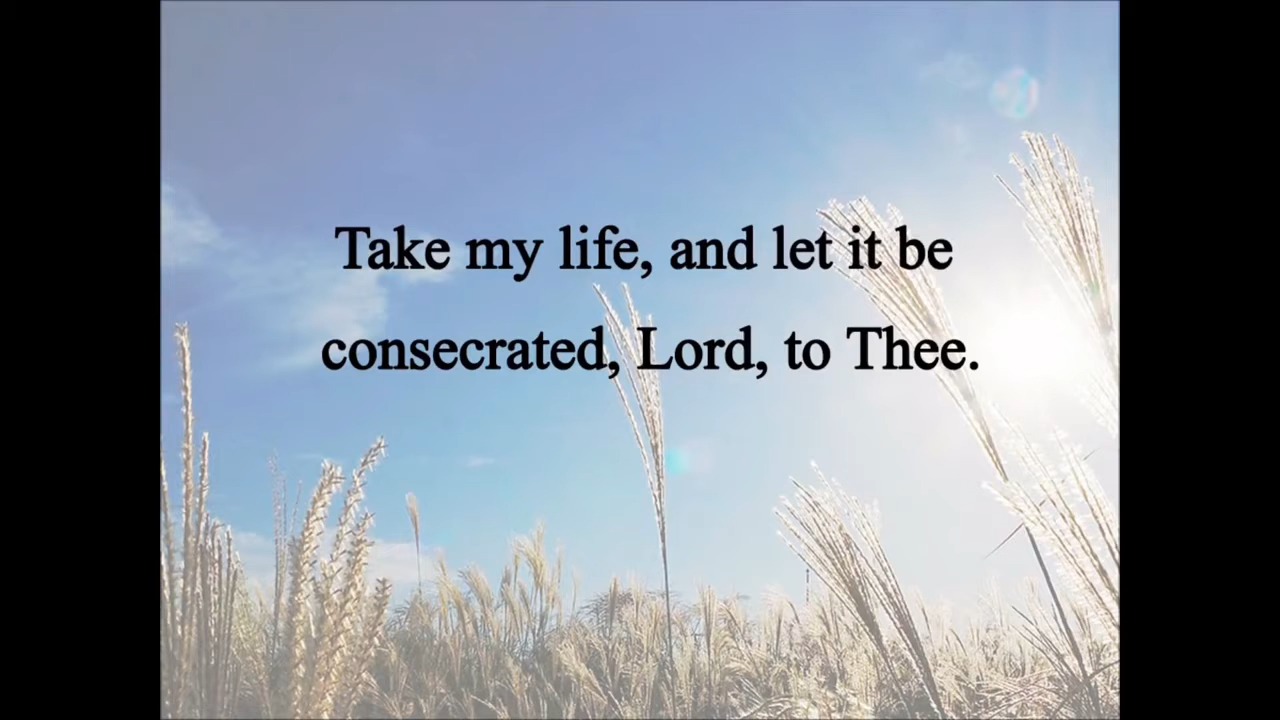 Take my life, and let it be
consecrated, Lord, to Thee.